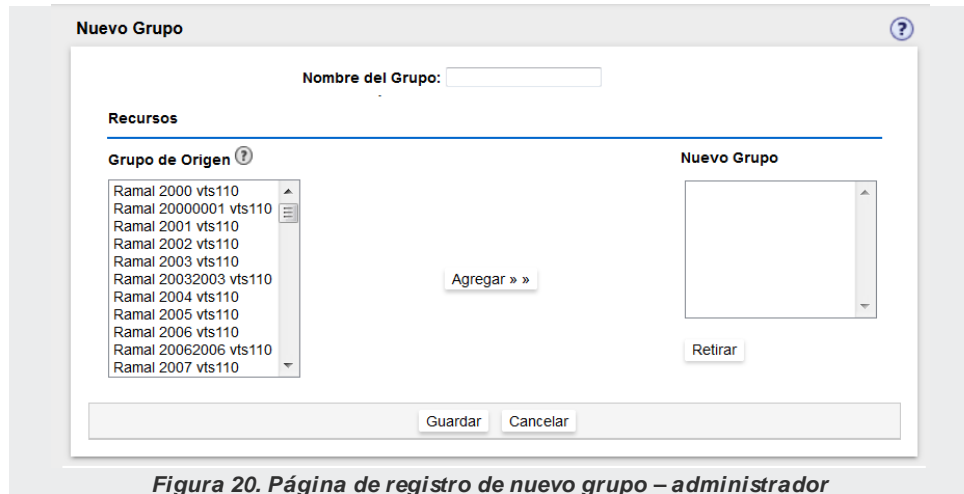 Nuevo Grupo
Nombre del Grupo:
Recursos
Grupo de Origen
Nuevo Grupo
Ramal 2000 vts110
Ramal 20000001 vts110
Ramal 2001 vts110
Ramal 2002 vts110
Ramal 2003 vts110
Ramal 20032003 vts110
Ramal 2004 vts110
Ramal 2005 vts110
Ramal 2006 vts110
Ramal 20062006 vts110
Ramal 2007 vts110
Agregar » »
Retirar
Guardar Cancelar
Figura 20. Página de registro de nuevo grupo – administrador